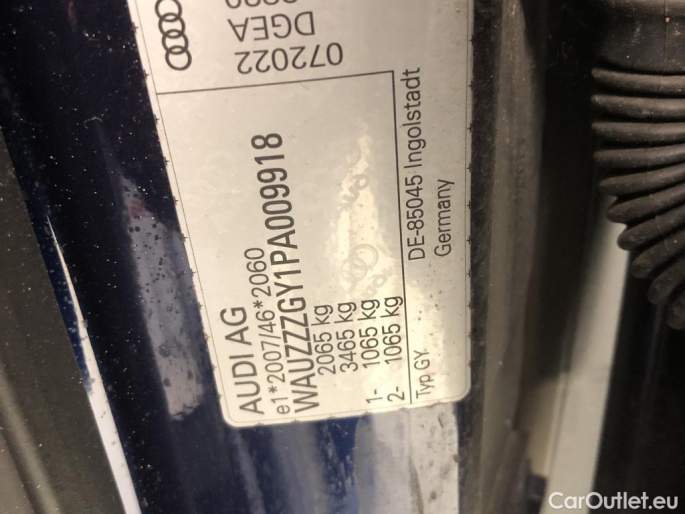 AUDI AG
e1*2007/46*2060
WAUZZZGY1PA009918
2065 kg
3465 kg
1- 1065 kg
2- 1065 kg
Typ GY
DE-85045 Ingolstadt
Germany
072022
DGEA
CarOutlet.eu